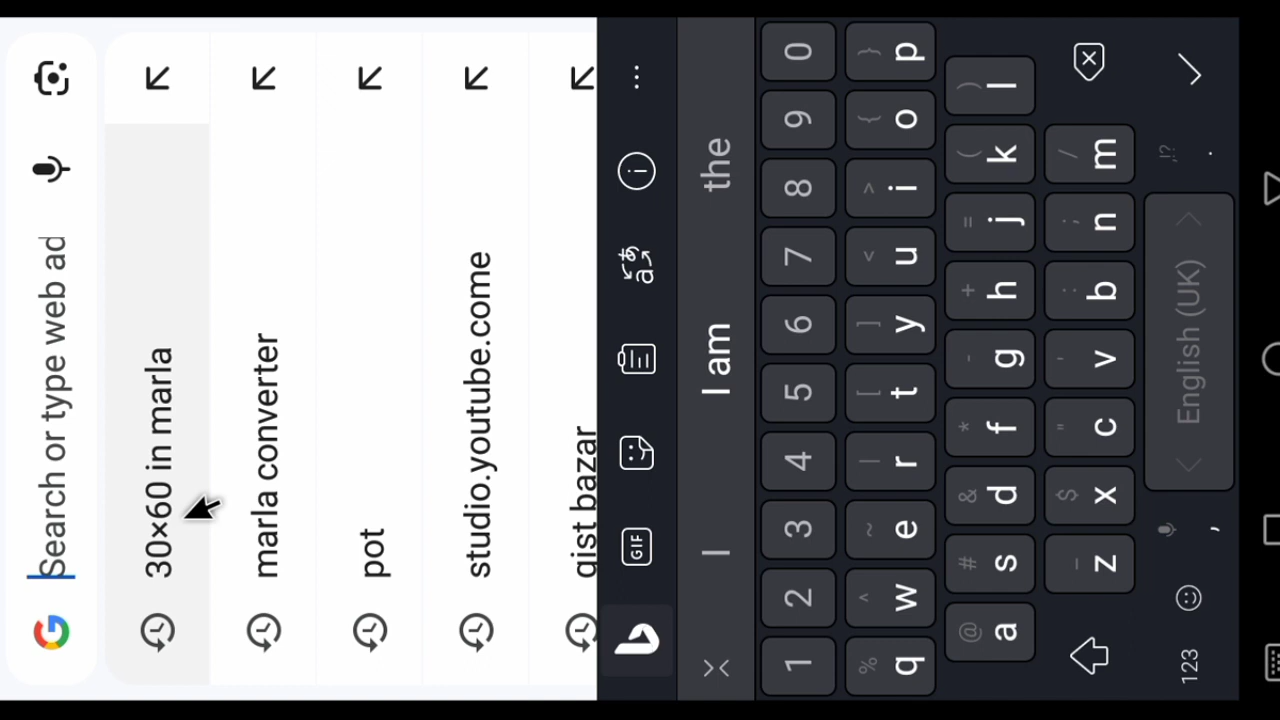 Search or type web ad
30×60 in marla
marla converter
pot
studio.youtube.come
qist bazar
GIF
I I am the
1 2 3 4 5 6 7 8 9 0
% ^ ~ | [ ] < > { }
q w e r t y u i o p
@ # & * - + = ( )
a s d f g h j k l
_ $ " ' : ; /
z x c v b n m
!?
123 , English (UK) .